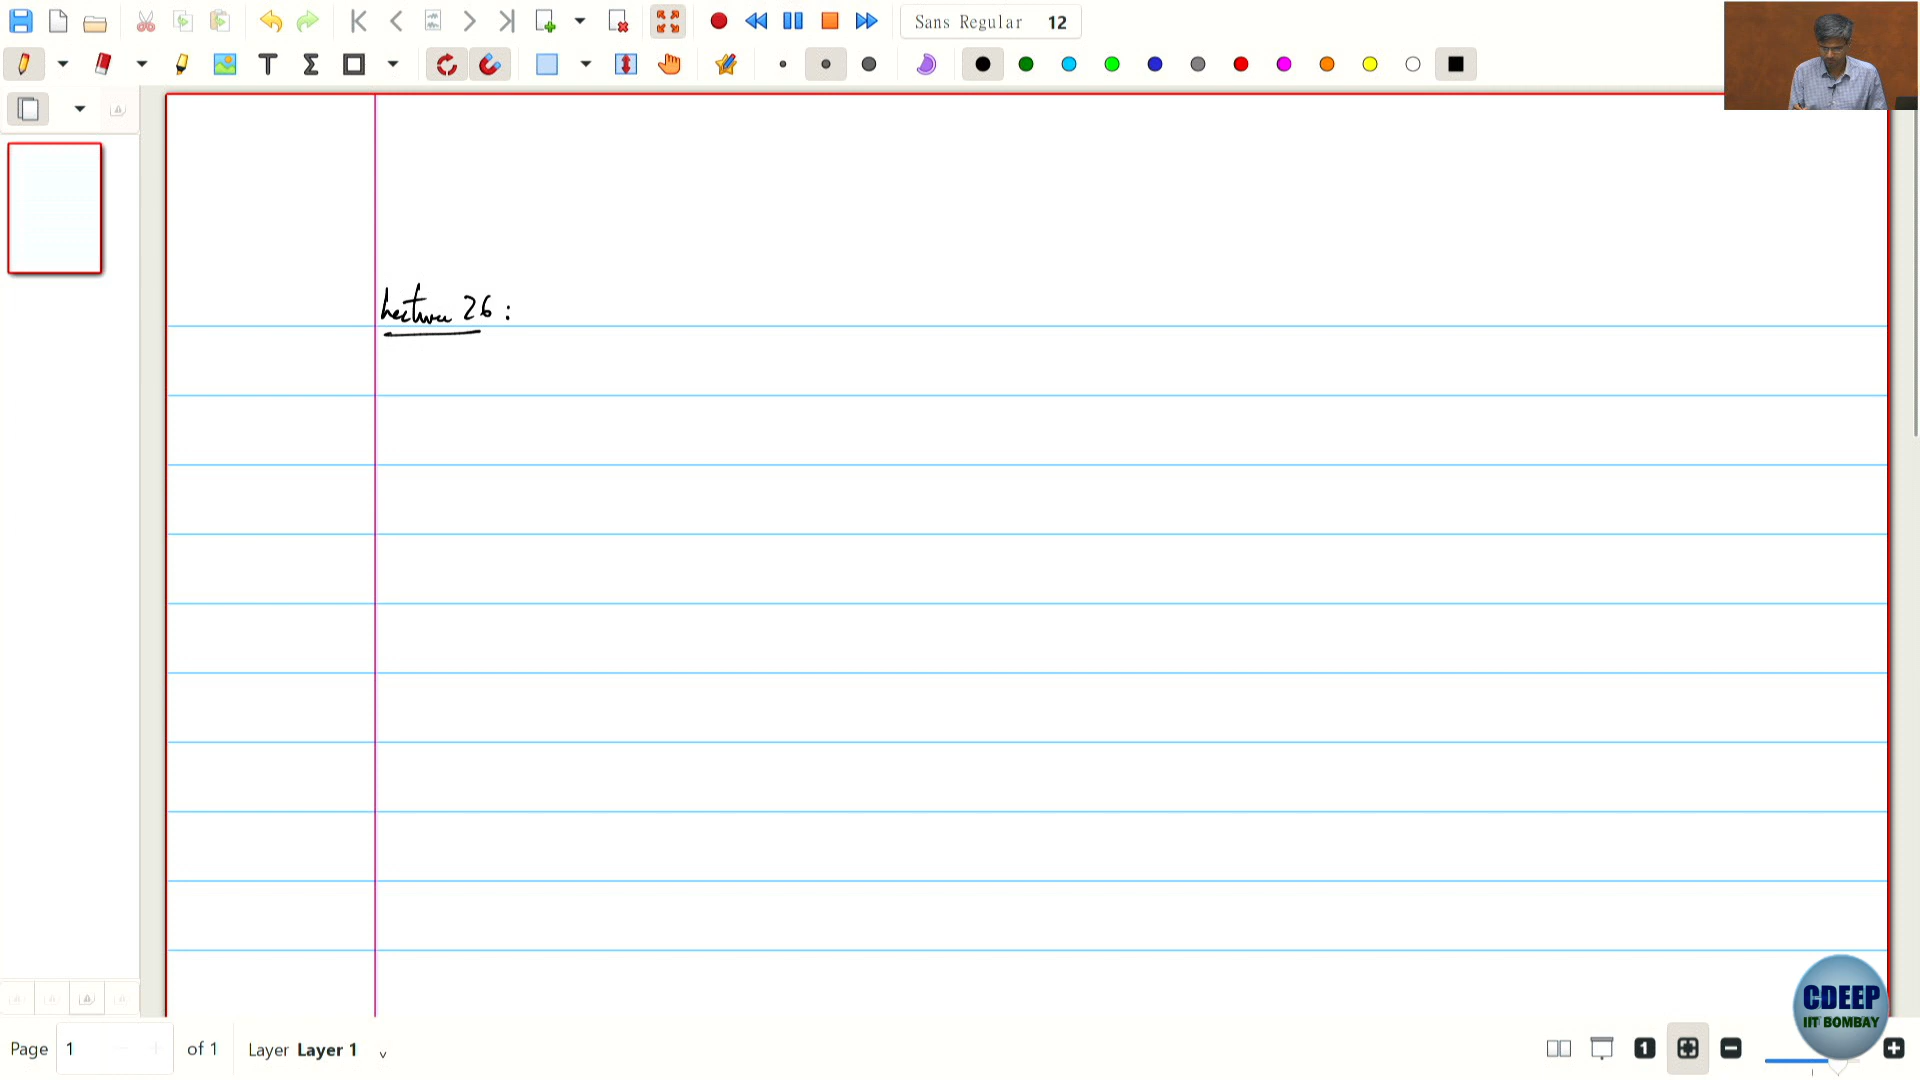 Sans Regular 12
Lecture 26 :
CDEEP
IIT BOMBAY
Page 1 of 1 Layer Layer 1